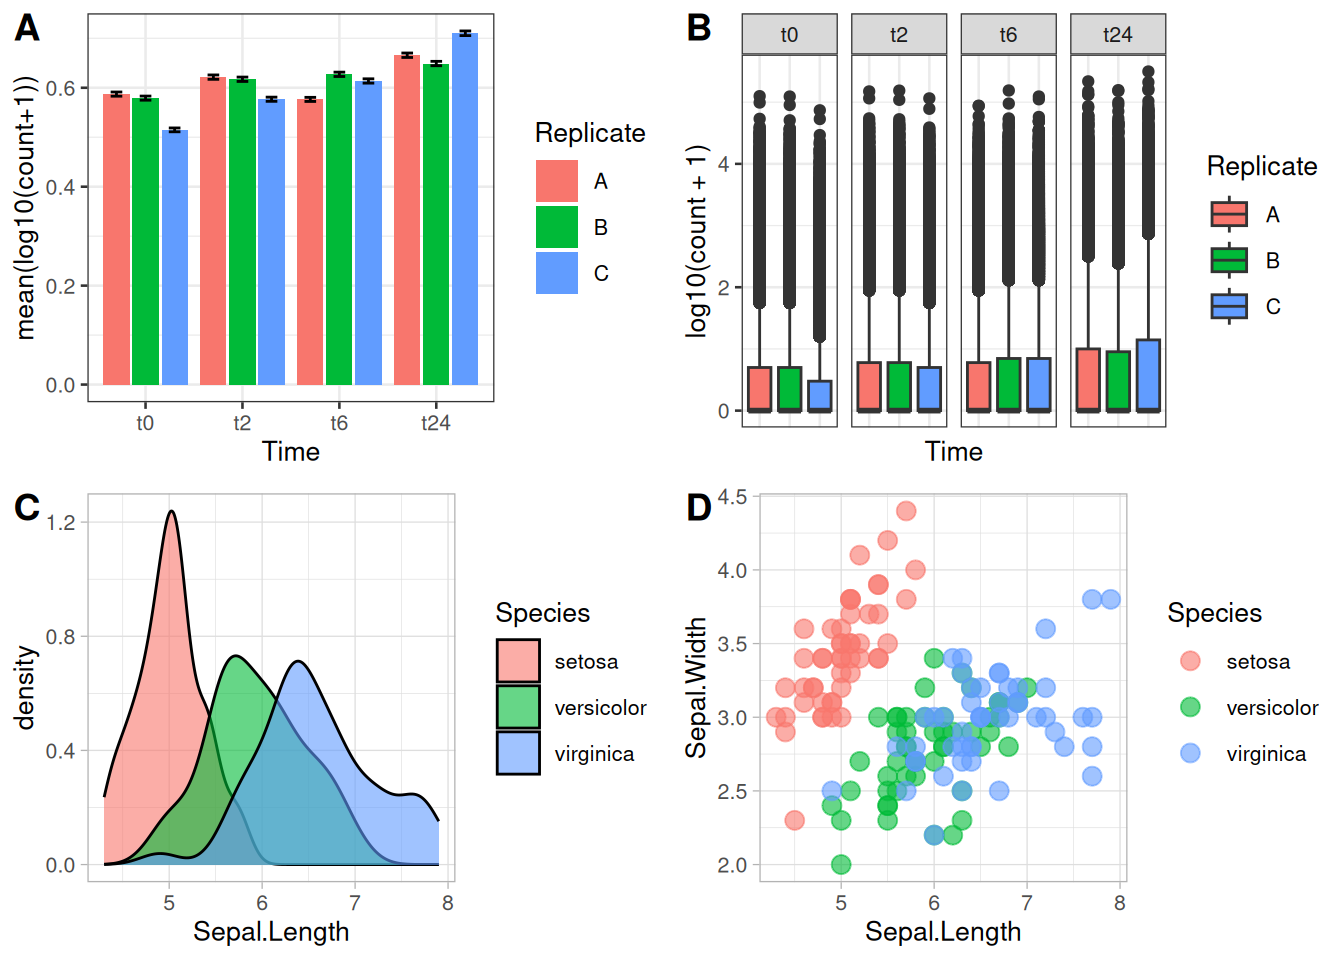 A
mean(log10(count+1))
0.6
0.4
0.2
0.0
t0 t2 t6 t24
Time
Replicate
A
B
C
B
t0 t2 t6 t24
log10(count + 1)
4
2
0
Time
Replicate
A
B
C
C
density
1.2
0.8
0.4
0.0
5 6 7 8
Sepal.Length
Species
setosa
versicolor
virginica
D
Sepal.Width
4.5
4.0
3.5
3.0
2.5
2.0
5 6 7 8
Sepal.Length
Species
setosa
versicolor
virginica